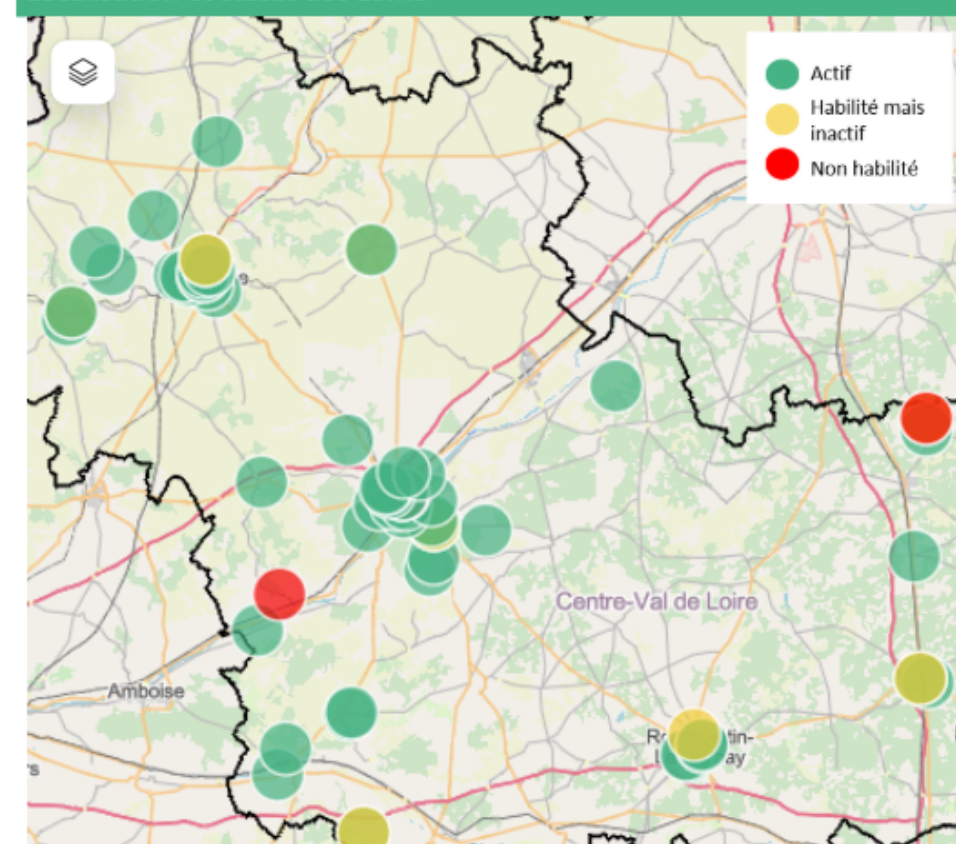 Actif
Habilité mais
inactif
Non habilité
Centre-Val de Loire
Amboise